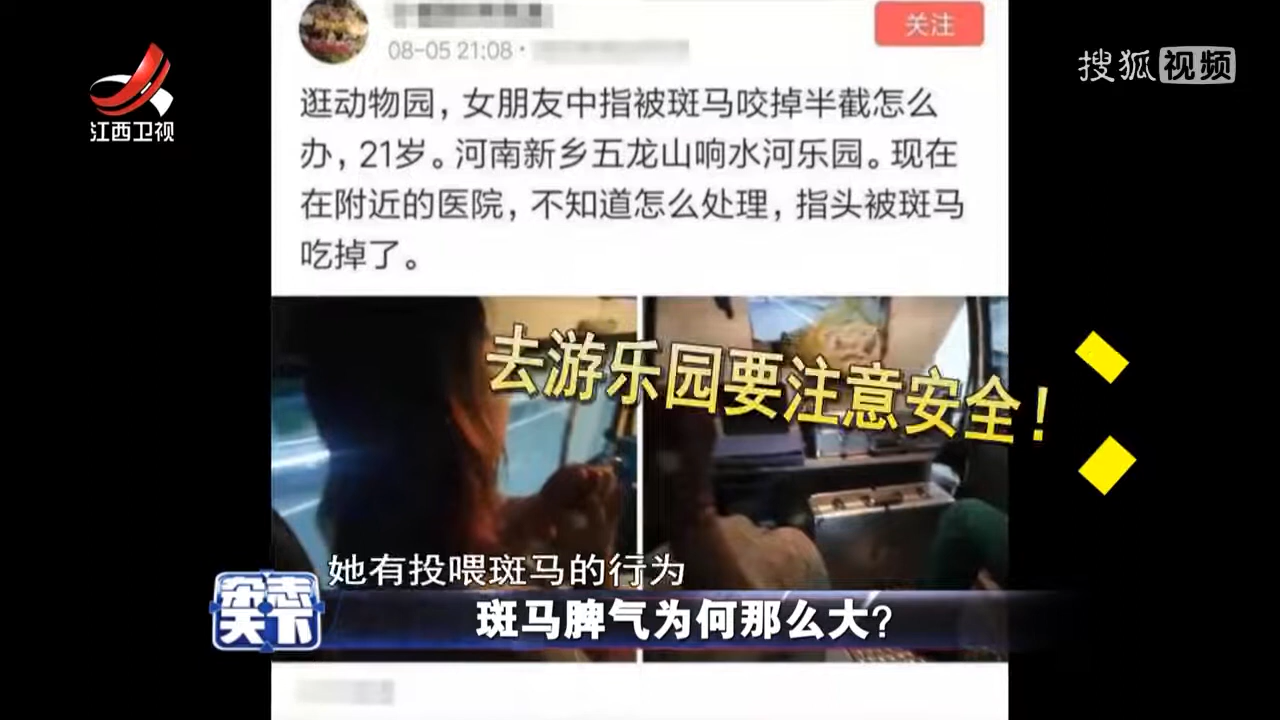 关注
08-05 21:08
江西卫视
搜狐视频
逛动物园，女朋友中指被斑马咬掉半截怎么
办，21岁。河南新乡五龙山响水河乐园。现在
在附近的医院，不知道怎么处理，指头被斑马
吃掉了。
去游乐园要注意安全！
她有投喂斑马的行为
杂志天下
斑马脾气为何那么大？